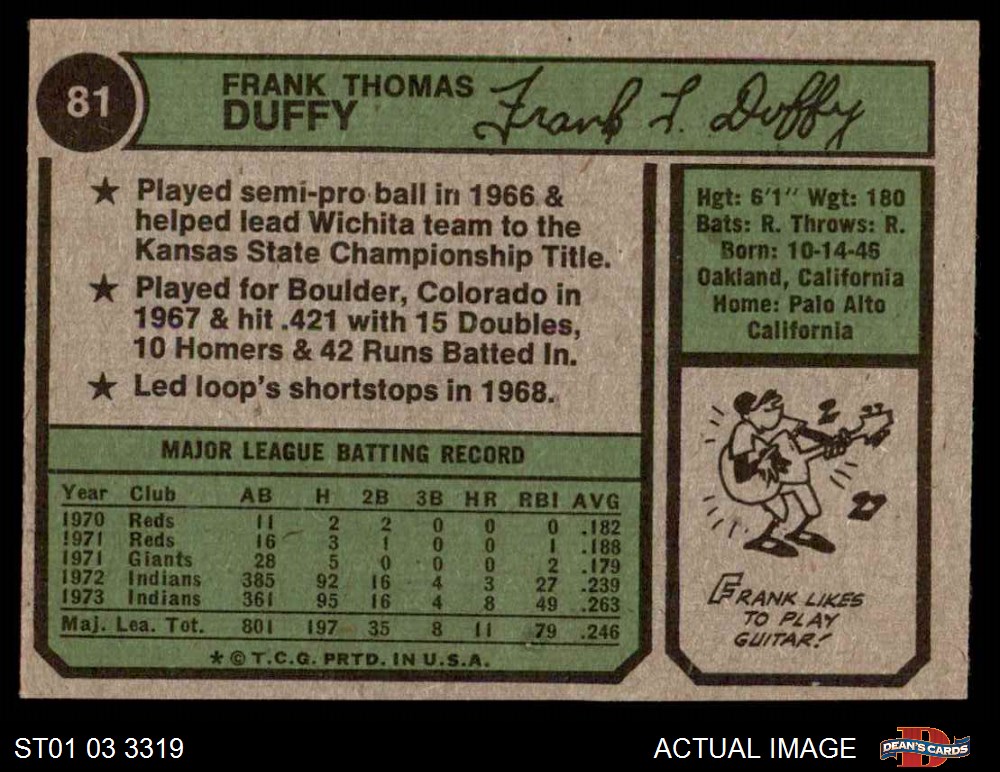 81
FRANK THOMAS
DUFFY
Frank T. Duffy
★ Played semi-pro ball in 1966 &
helped lead Wichita team to the
Kansas State Championship Title.
★ Played for Boulder, Colorado in
1967 & hit .421 with 15 Doubles,
10 Homers & 42 Runs Batted In.
★ Led loop's shortstops in 1968.
Hgt: 6'1" Wgt: 180
Bats: R. Throws: R.
Born: 10-14-46
Oakland, California
Home: Palo Alto
California
MAJOR LEAGUE BATTING RECORD
Year Club AB H 2B 3B HR RBI AVG
1970 Reds 11 2 2 0 0 0 .182
1971 Reds 16 3 1 0 0 1 .188
1971 Giants 28 5 0 0 0 2 .179
1972 Indians 385 92 16 4 3 27 .239
1973 Indians 361 95 16 4 8 49 .263
Maj. Lea. Tot. 801 197 35 8 11 79 .246
* © T.C.G. PRTD. IN U.S.A.
FRANK LIKES
TO PLAY
GUITAR!
ST01 03 3319
ACTUAL IMAGE
D
DEAN'S CARDS